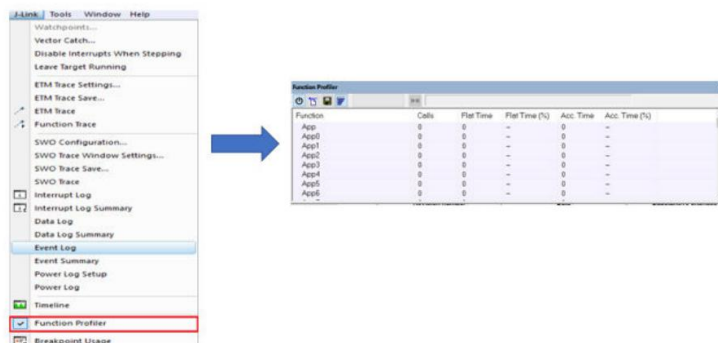 J-Link Tools Window Help
Watchpoints...
Vector Catch...
Disable Interrupts When Stepping
Leave Target Running
ETM Trace Settings...
ETM Trace Save...
ETM Trace
Function Trace
SWO Configuration...
SWO Trace Window Settings...
SWO Trace Save...
SWO Trace
Interrupt Log
Interrupt Log Summary
Data Log
Data Log Summary
Event Log
Event Summary
Power Log Setup
Power Log
Timeline
Function Profiler
Breakpoint Usage
Function Profiler
Function Calls Flat Time Flat Time (%) Acc. Time Acc. Time (%)
App 0 0 - 0 -
App0 0 0 - 0 -
App1 0 0 - 0 -
App2 0 0 - 0 -
App3 0 0 - 0 -
App4 0 0 - 0 -
App5 0 0 - 0 -
App6 0 0 - 0 -